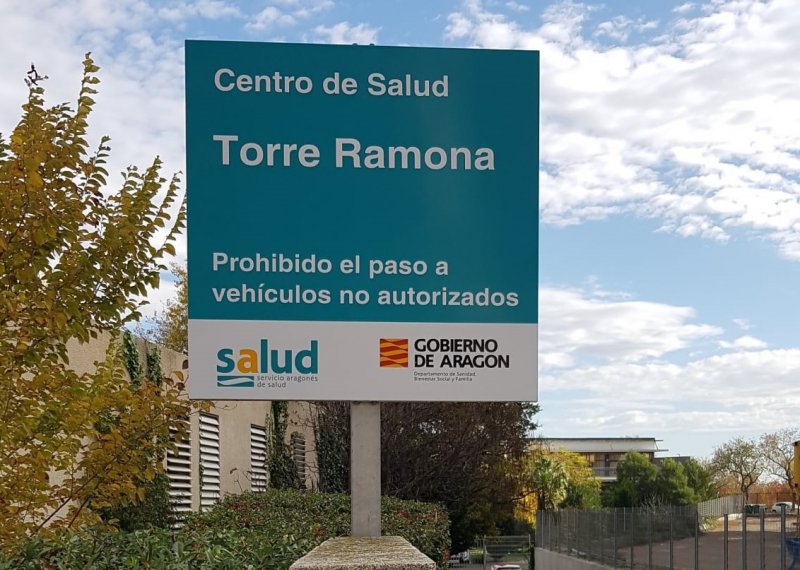 Centro de Salud
Torre Ramona
Prohibido el paso a
vehículos no autorizados
salud
servicio aragonés
de salud
GOBIERNO
DE ARAGON
Departamento de Sanidad,
Bienestar Social y Familia